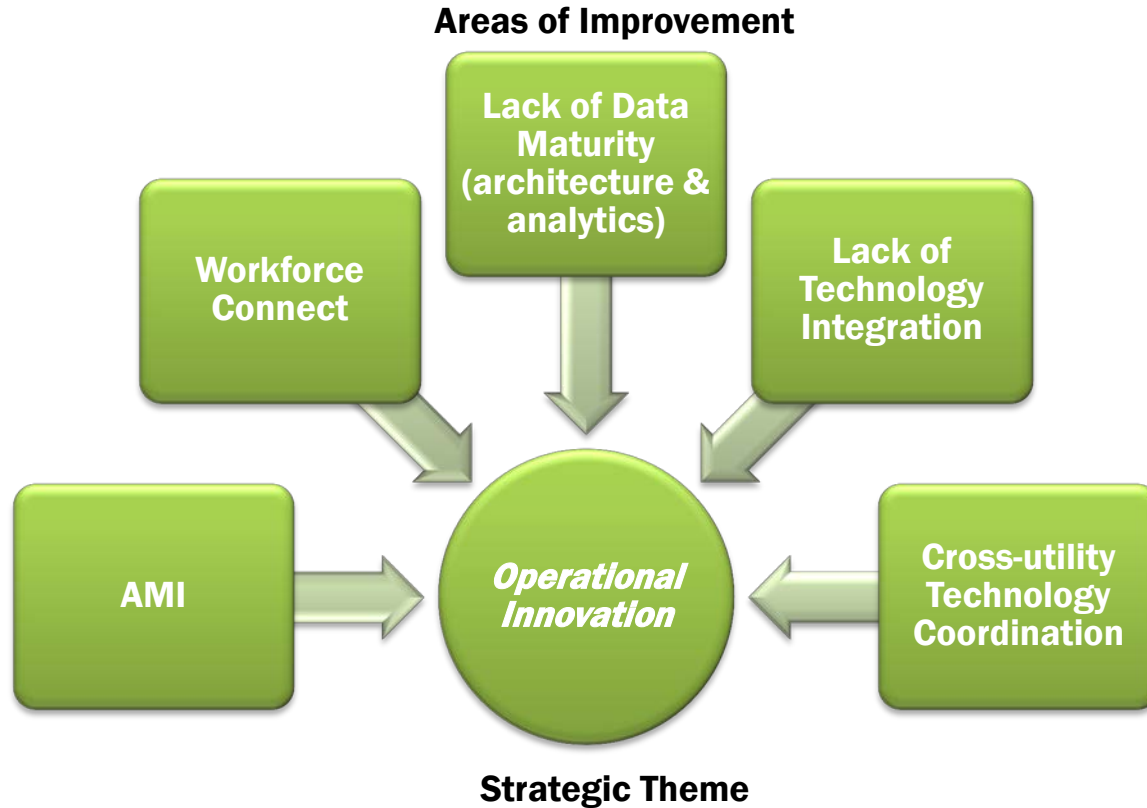 Areas of Improvement
Lack of Data
Maturity
(architecture &
analytics)
Workforce
Connect
Lack of
Technology
Integration
AMI
Operational
Innovation
Cross-utility
Technology
Coordination
Strategic Theme